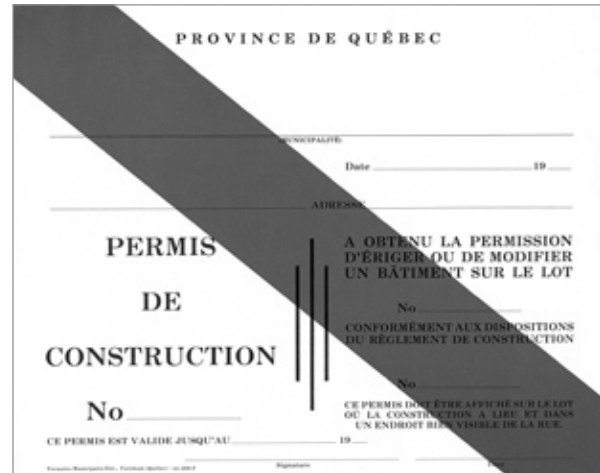 PROVINCE DE QUÉBEC
(MUNICIPALITÉ)
Date 19
ADRESSE
PERMIS
DE
CONSTRUCTION
No
CE PERMIS EST VALIDE JUSQU'AU 19
A OBTENU LA PERMISSION
D'ÉRIGER OU DE MODIFIER
UN BÂTIMENT SUR LE LOT
No
CONFORMÉMENT AUX DISPOSITIONS
DU RÈGLEMENT DE CONSTRUCTION
No
CE PERMIS DOIT ÊTRE AFFICHÉ SUR LE LOT
OÙ LA CONSTRUCTION A LIEU ET DANS
UN ENDROIT BIEN VISIBLE DE LA RUE.
Signature